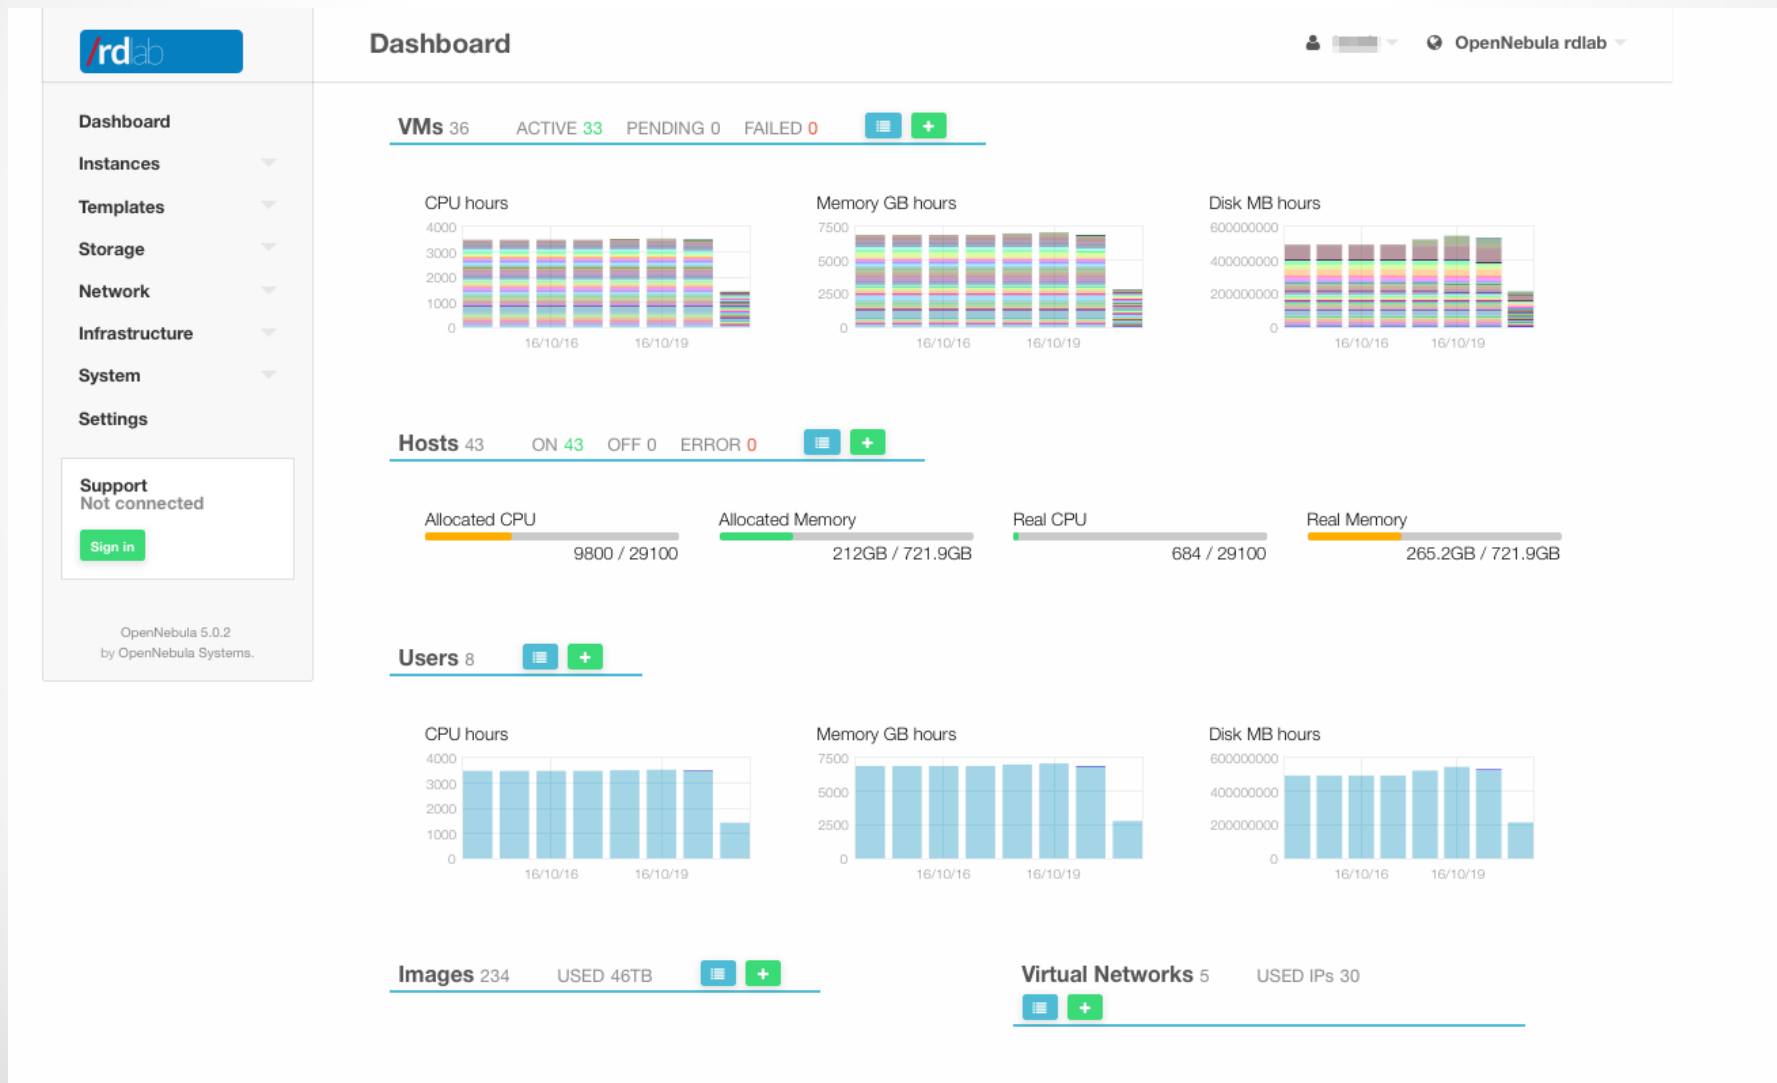 /rdlab
Dashboard
OpenNebula rdlab
Dashboard
Instances
Templates
Storage
Network
Infrastructure
System
Settings
Support
Not connected
Sign in
OpenNebula 5.0.2
by OpenNebula Systems.
VMs 36 ACTIVE 33 PENDING 0 FAILED 0
CPU hours
4000
3000
2000
1000
0
16/10/16 16/10/19
Memory GB hours
7500
5000
2500
0
16/10/16 16/10/19
Disk MB hours
600000000
400000000
200000000
0
16/10/16 16/10/19
Hosts 43 ON 43 OFF 0 ERROR 0
Allocated CPU
9800 / 29100
Allocated Memory
212GB / 721.9GB
Real CPU
684 / 29100
Real Memory
265.2GB / 721.9GB
Users 8
CPU hours
4000
3000
2000
1000
0
16/10/16 16/10/19
Memory GB hours
7500
5000
2500
0
16/10/16 16/10/19
Disk MB hours
600000000
400000000
200000000
0
16/10/16 16/10/19
Images 234 USED 46TB
Virtual Networks 5 USED IPs 30